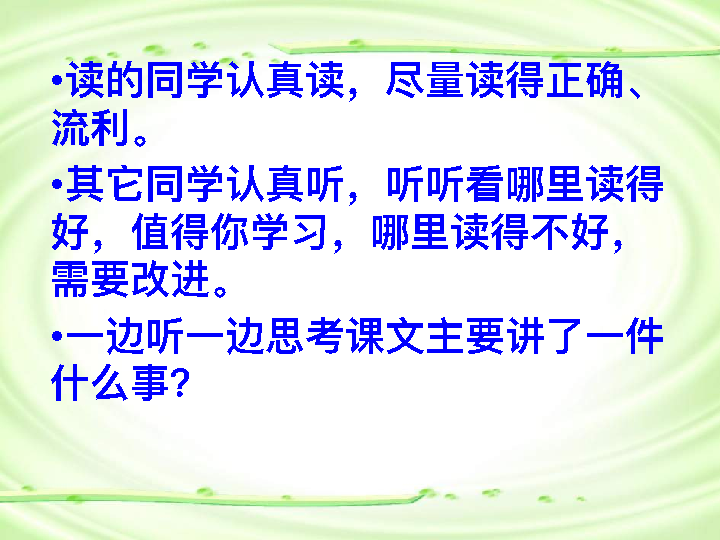 •读的同学认真读，尽量读得正确、
流利。
•其它同学认真听，听听看哪里读得
好，值得你学习，哪里读得不好，
需要改进。
•一边听一边思考课文主要讲了一件
什么事?